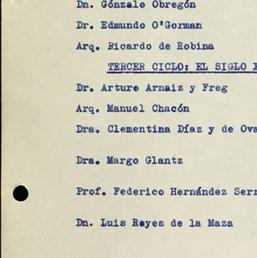 Dn. Gónzalo Obregón
Dr. Edmundo O'Gorman
Arq. Ricardo de Robina
TERCER CICLO: EL SIGLO
Dr. Arturo Arnaiz y Freg
Arq. Manuel Chacón
Dra. Clementina Díaz y de
Dra. Margo Glantz
Prof. Federico Hernández
Dn. Luis Reyes de la Maza